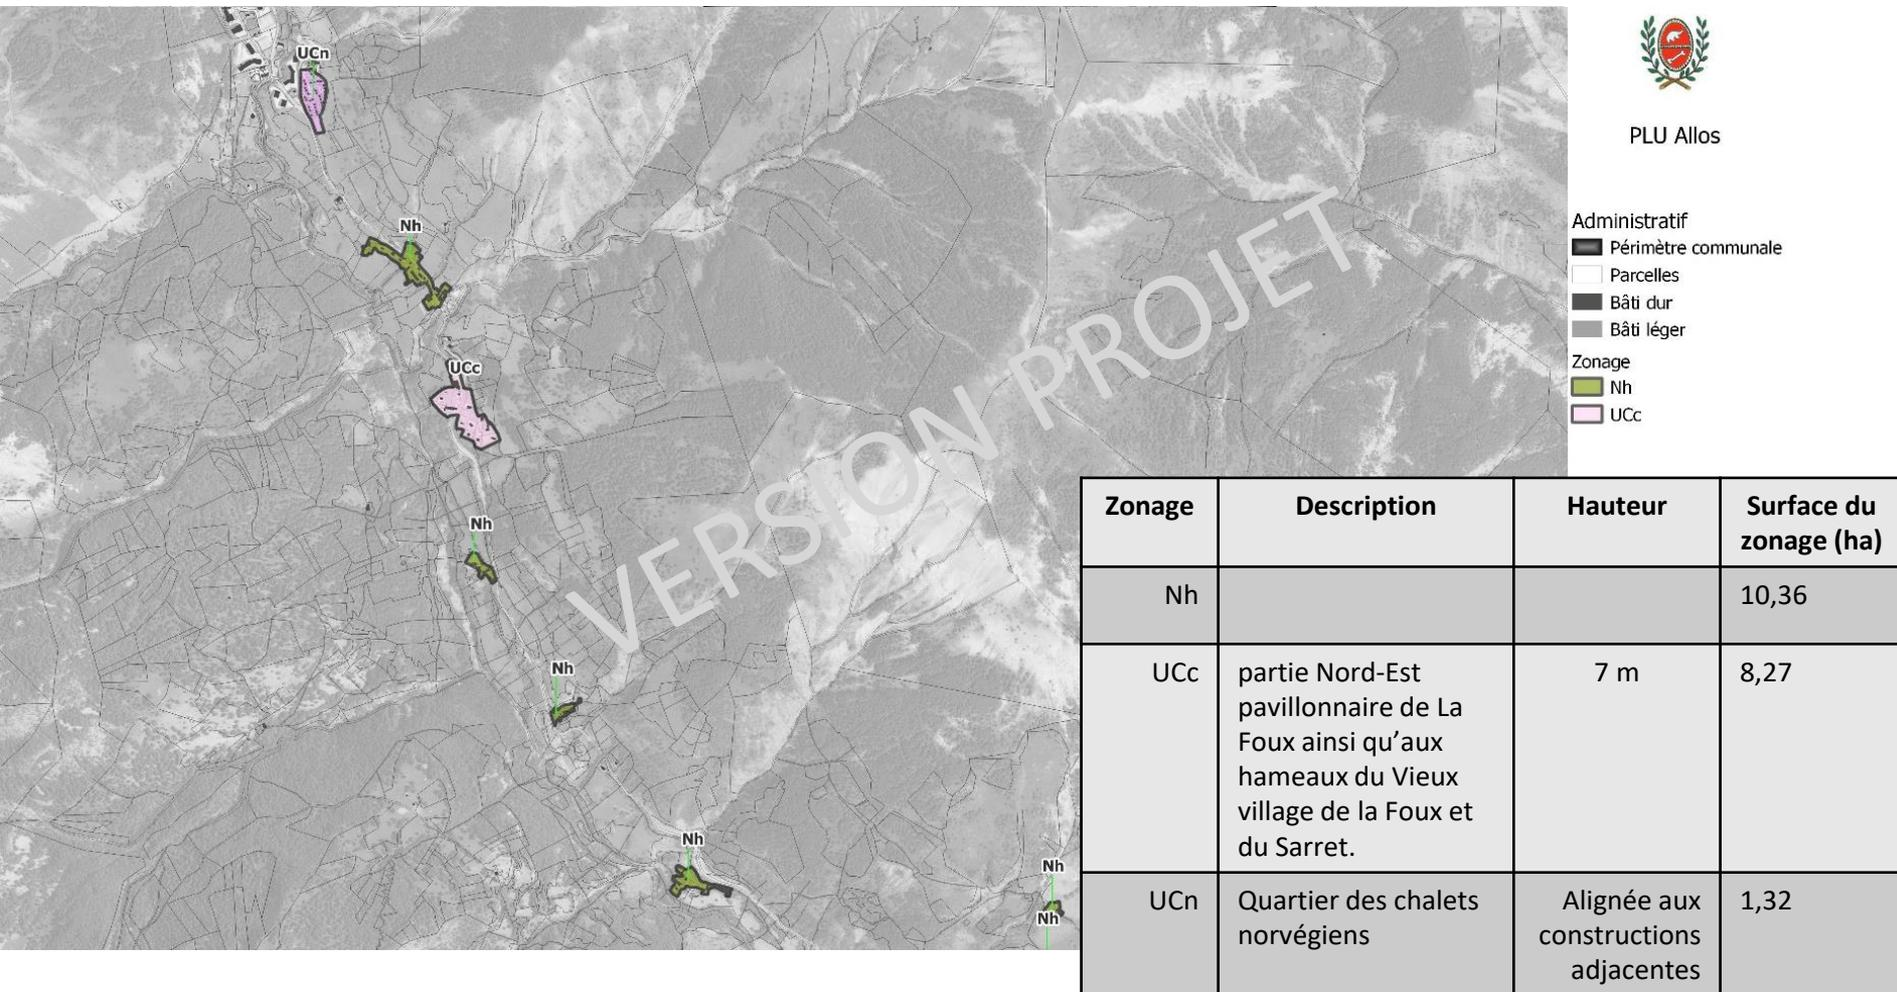 UCn
Nh
UCc
Nh
Nh
Nh
Nh
Nh
VERSION PROJET
PLU Allos
Administratif
Périmètre communale
Parcelles
Bâti dur
Bâti léger
Zonage
Nh
UCc
Zonage Description Hauteur Surface du
zonage (ha)
Nh 10,36
UCc partie Nord-Est 7 m 8,27
pavillonnaire de La
Foux ainsi qu’aux
hameaux du Vieux
village de la Foux et
du Sarret.
UCn Quartier des chalets Alignée aux 1,32
norvégiens constructions
adjacentes